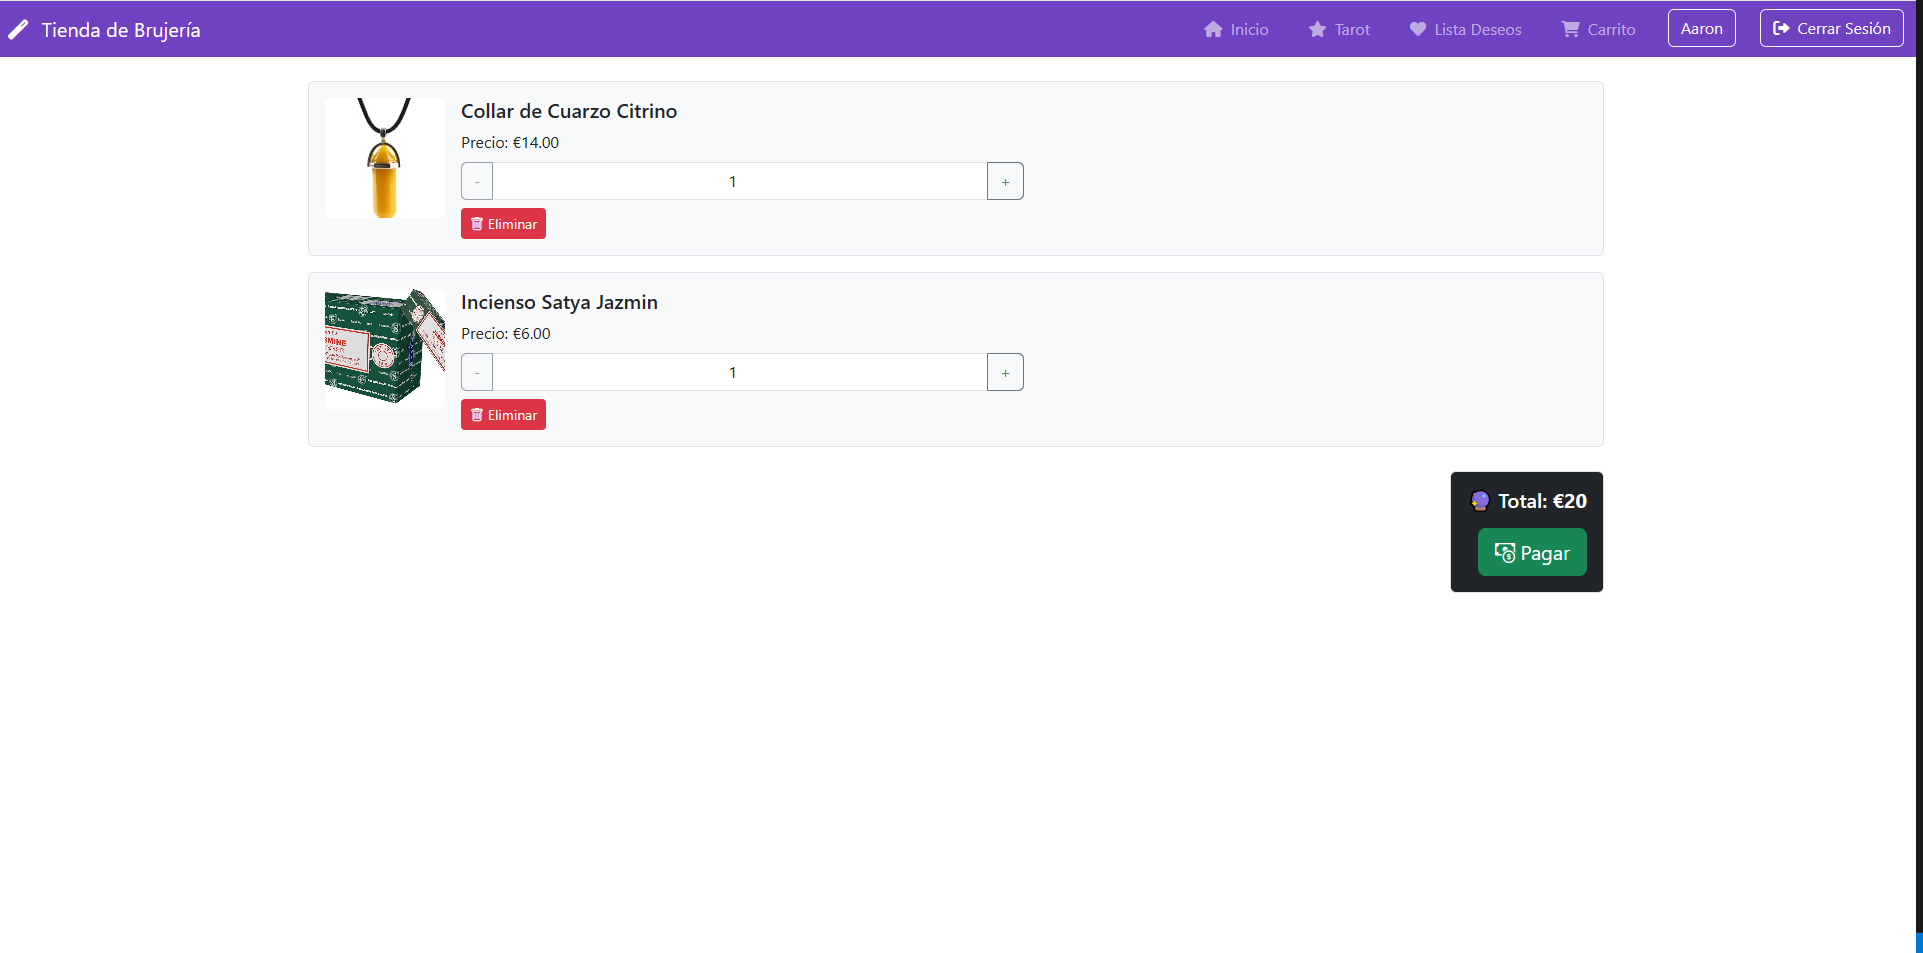 Tienda de Brujería
Inicio
Tarot
Lista Deseos
Carrito
Aaron
Cerrar Sesión
Collar de Cuarzo Citrino
Precio: €14.00
- 1 +
Eliminar
Incienso Satya Jazmin
Precio: €6.00
- 1 +
Eliminar
Total: €20
Pagar